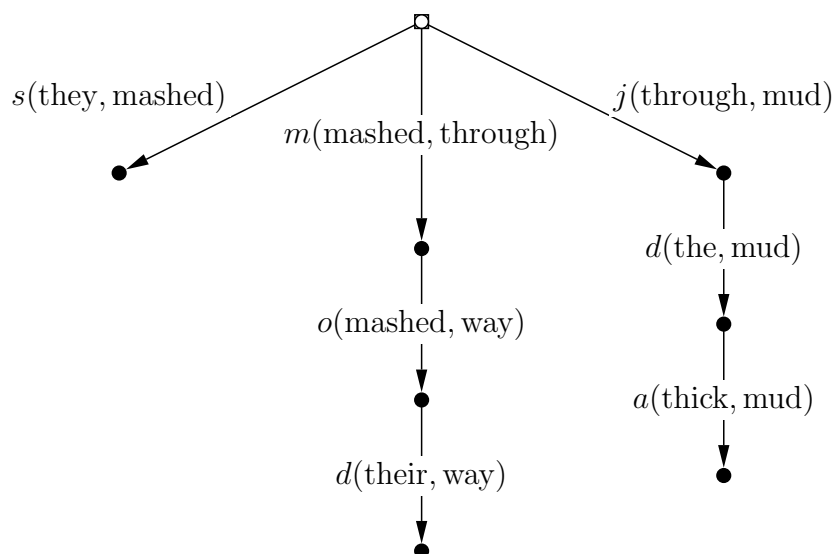 s(they, mashed)
j(through, mud)
m(mashed, through)
d(the, mud)
o(mashed, way)
a(thick, mud)
d(their, way)